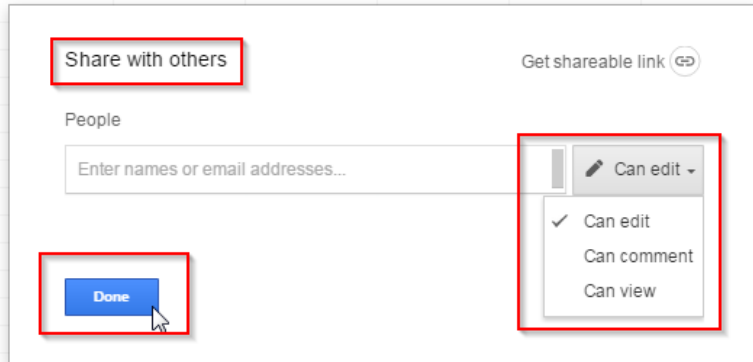 Share with others
Get shareable link
People
Enter names or email addresses...
Can edit
Can edit
Can comment
Can view
Done